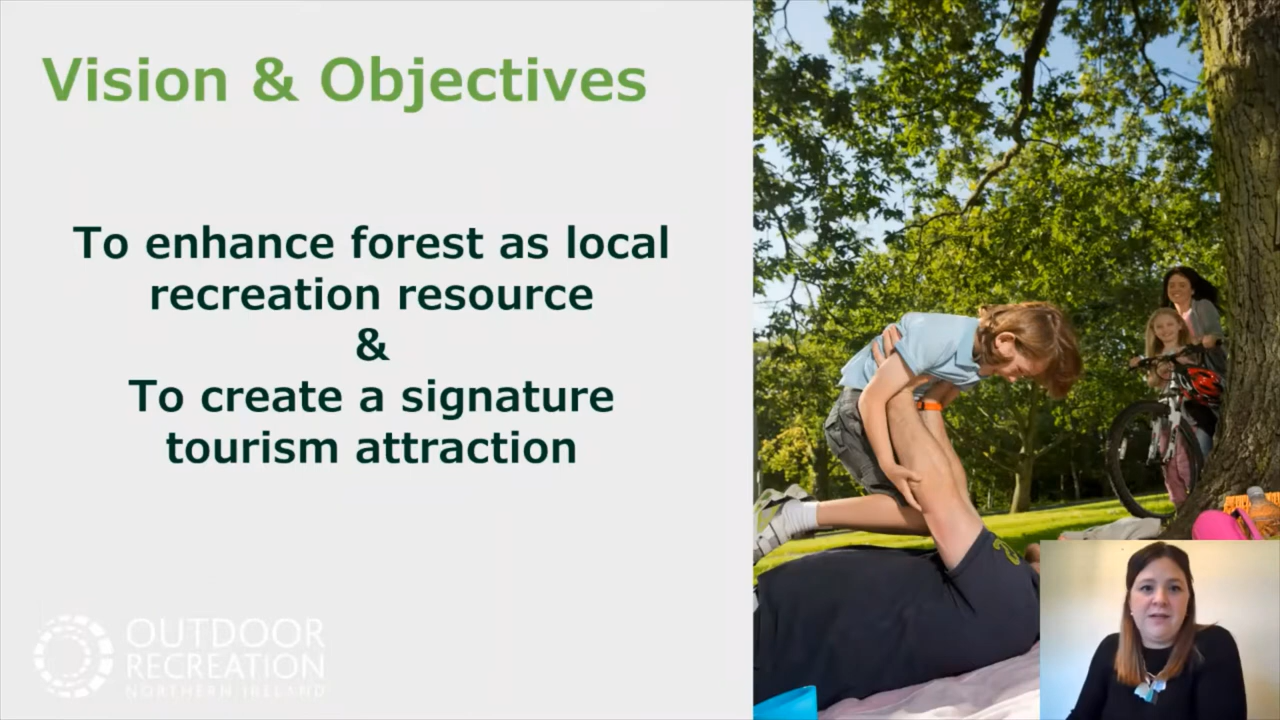 Vision & Objectives
To enhance forest as local
recreation resource
&
To create a signature
tourism attraction
OUTDOOR
RECREATION
NORTHERN IRELAND